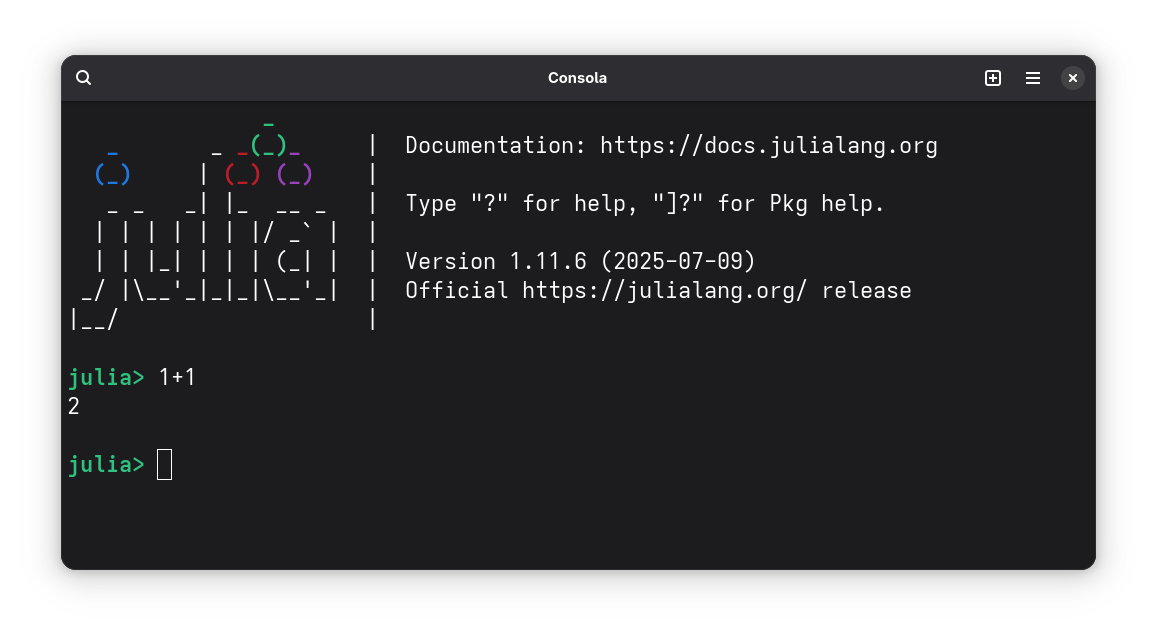 Consola
               _
   _       _ _(_)_     |  Documentation: https://docs.julialang.org
  (_)     | (_) (_)    |
   _ _   _| |_  __ _   |  Type "?" for help, "]?" for Pkg help.
  | | | | | | |/ _` |  |
  | | |_| | | | (_| |  |  Version 1.11.6 (2025-07-09)
 _/ |\__'_|_|_|\__'_|  |  Official https://julialang.org/ release
|__/                   |
julia> 1+1
2
julia>